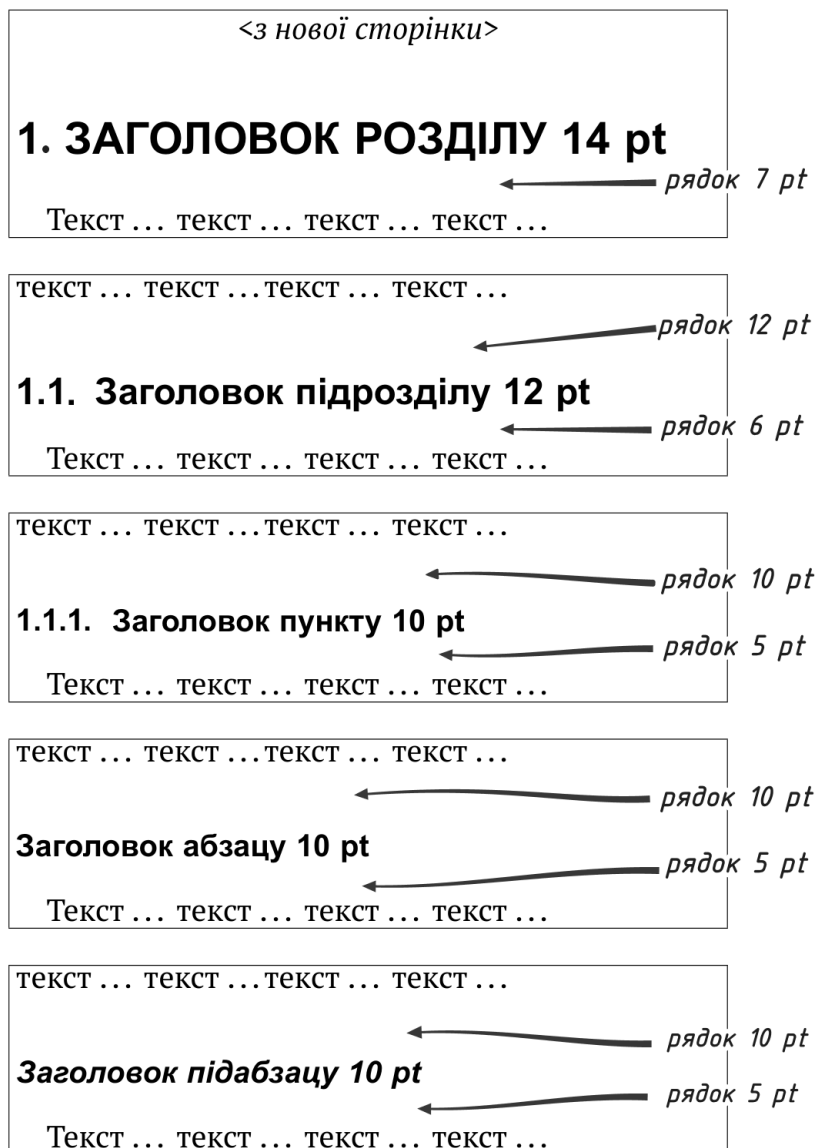 <з нової сторінки>
1. ЗАГОЛОВОК РОЗДІЛУ 14 pt
рядок 7 pt
Текст ... текст ... текст ... текст ...
текст ... текст ...текст ... текст ...
рядок 12 pt
1.1. Заголовок підрозділу 12 pt
рядок 6 pt
Текст ... текст ... текст ... текст ...
текст ... текст ...текст ... текст ...
рядок 10 pt
1.1.1. Заголовок пункту 10 pt
рядок 5 pt
Текст ... текст ... текст ... текст ...
текст ... текст ...текст ... текст ...
рядок 10 pt
Заголовок абзацу 10 pt
рядок 5 pt
Текст ... текст ... текст ... текст ...
текст ... текст ...текст ... текст ...
рядок 10 pt
Заголовок підабзацу 10 pt
рядок 5 pt
Текст ... текст ... текст ... текст ...